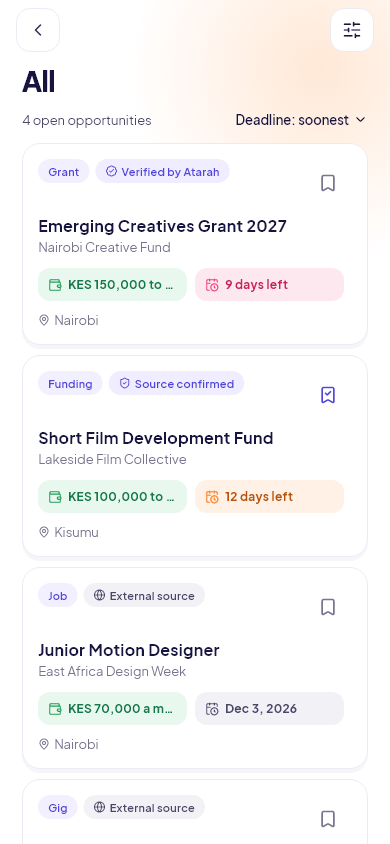 All
4 open opportunities
Deadline: soonest
Grant
Verified by Atarah
Emerging Creatives Grant 2027
Nairobi Creative Fund
KES 150,000 to ...
9 days left
Nairobi
Funding
Source confirmed
Short Film Development Fund
Lakeside Film Collective
KES 100,000 to ...
12 days left
Kisumu
Job
External source
Junior Motion Designer
East Africa Design Week
KES 70,000 a m...
Dec 3, 2026
Nairobi
Gig
External source